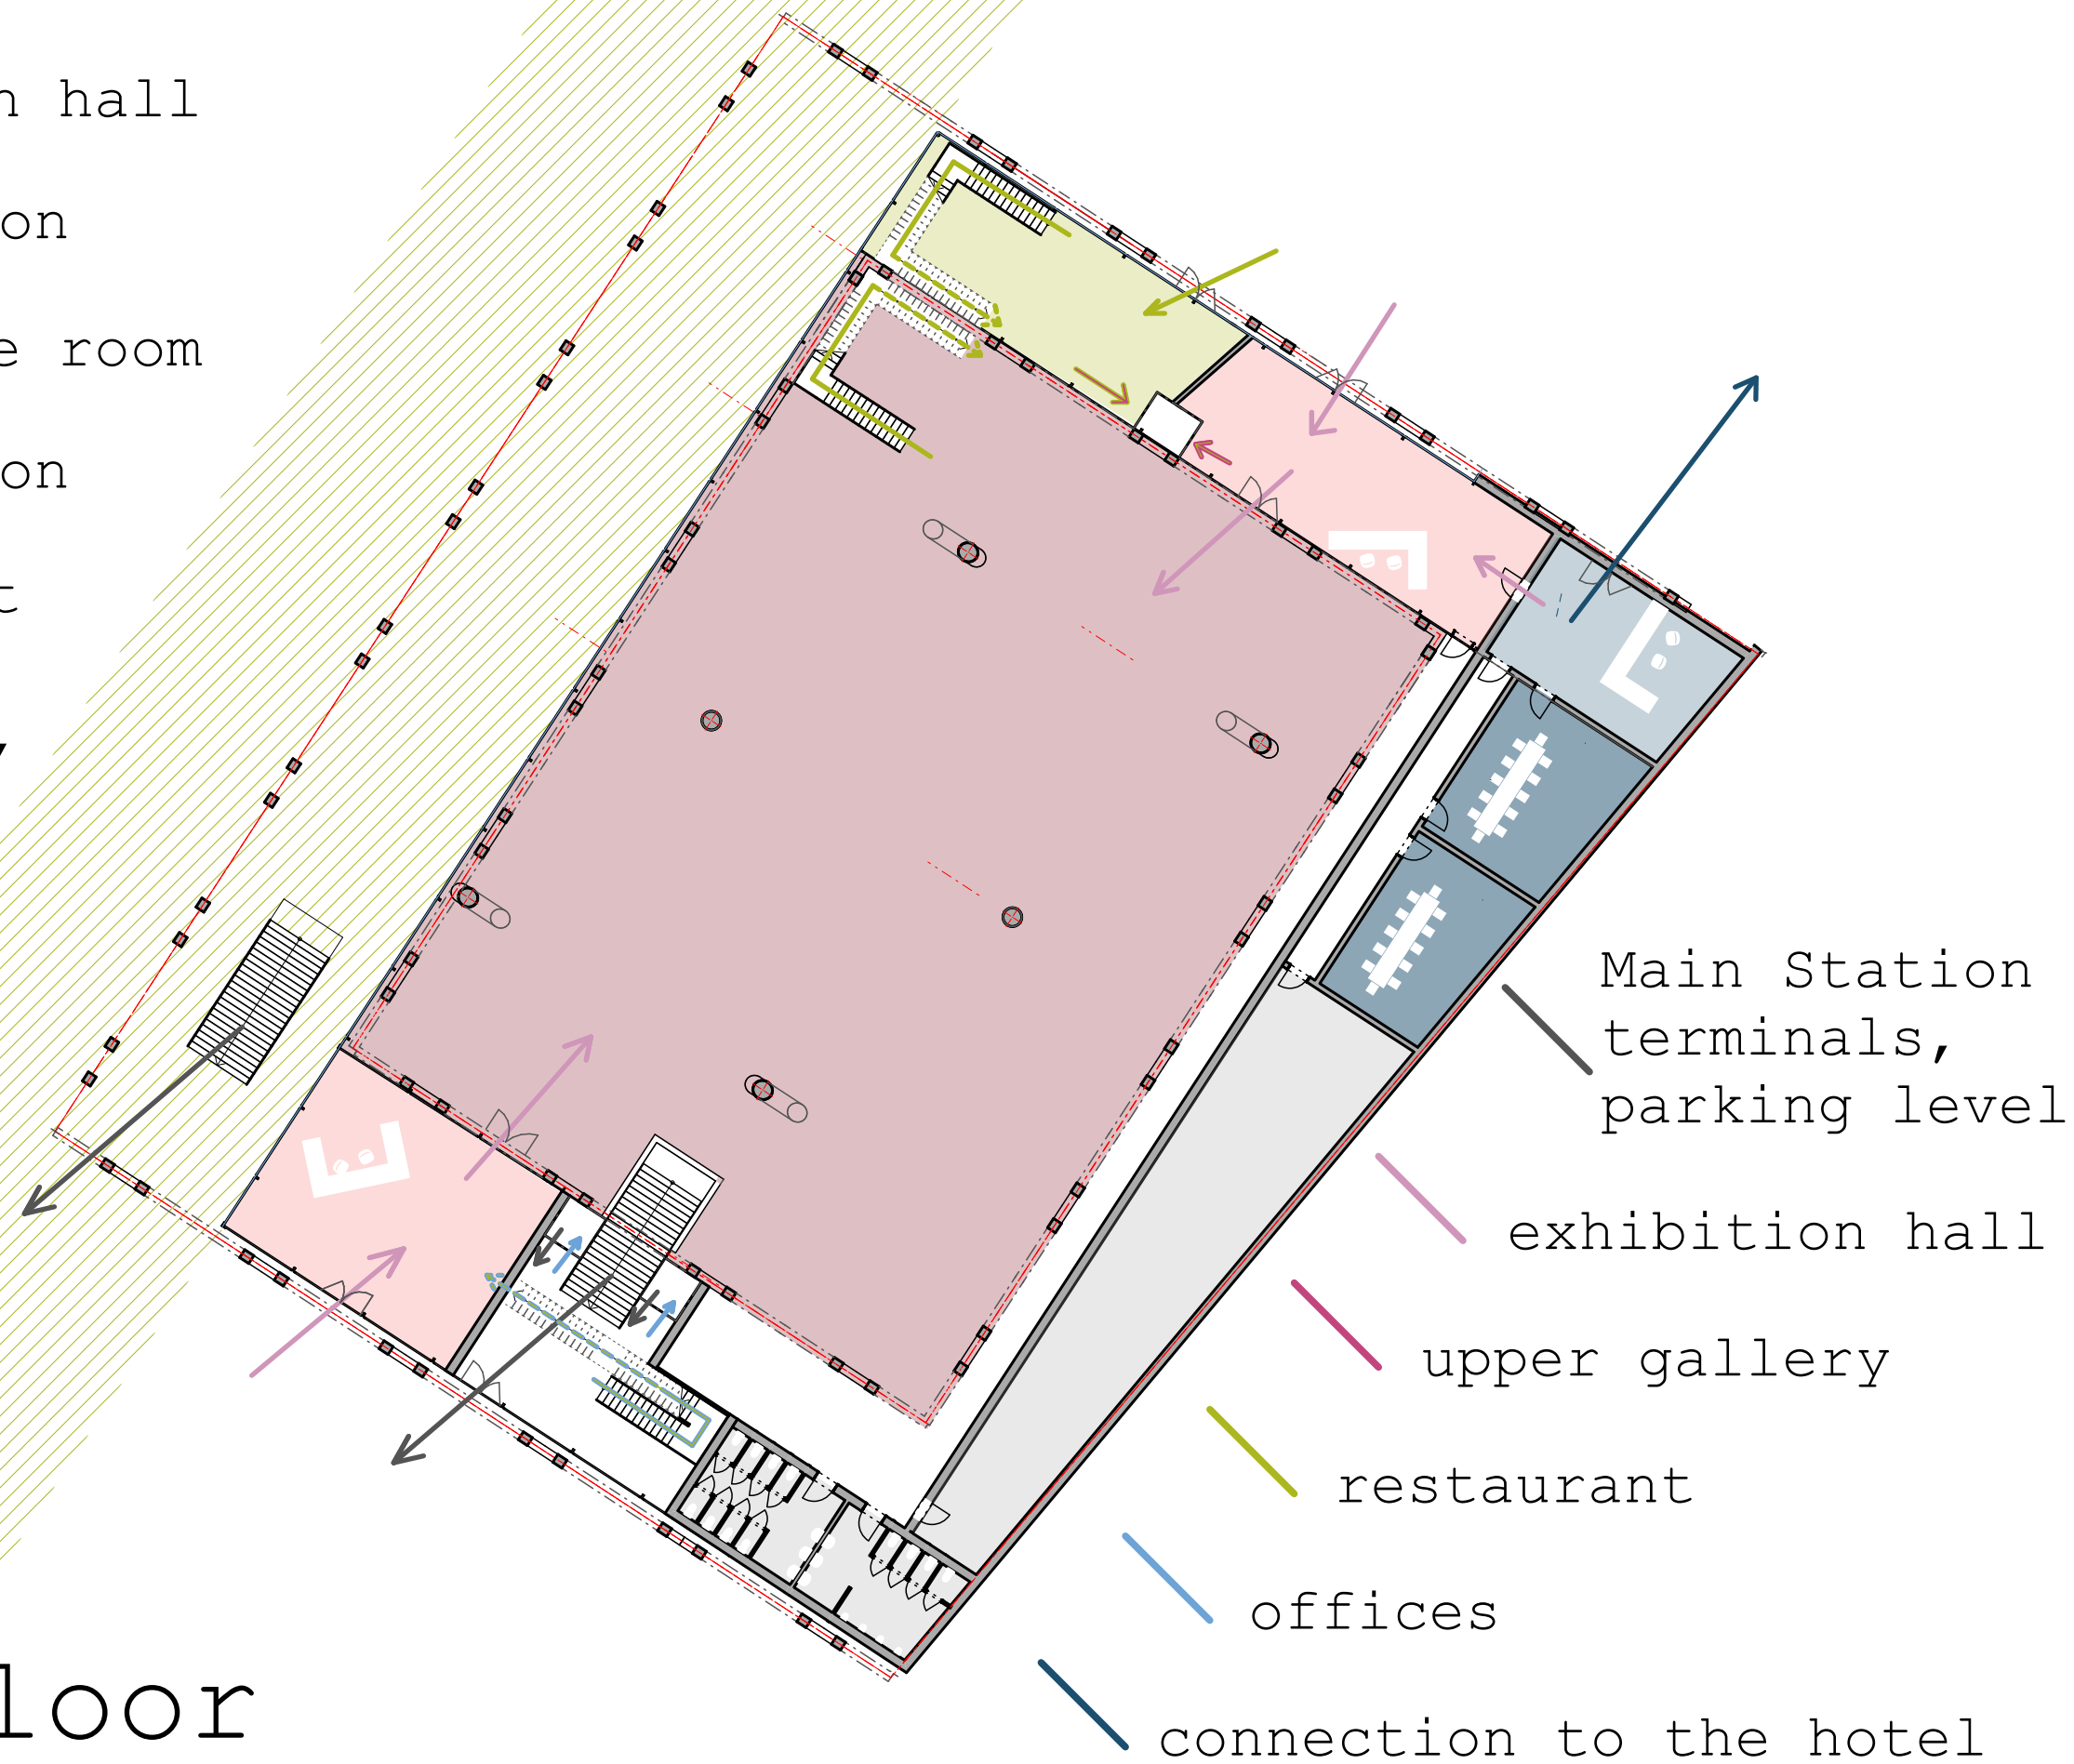 hall
on
room
on
Main Station
terminals,
parking level
exhibition hall
upper gallery
restaurant
offices
connection to the hotel
loor